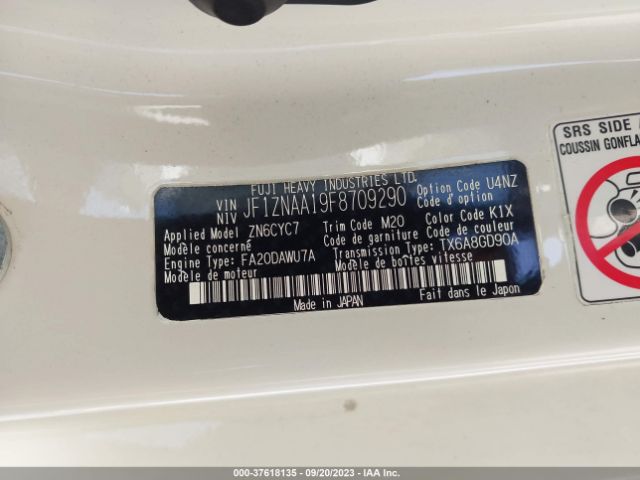 FUJI HEAVY INDUSTRIES LTD.
VIN
NIV JF1ZNAA19F8709290 Option Code U4NZ
Code d'option
Applied Model ZN6CYC7 Trim Code M20 Color Code K1X
Modèle concerné Code de garniture Code de couleur
Engine Type: FA20DAWU7A Transmission Type: TX6A8GD90A
Modèle de moteur Modèle de boîtes vitesse
Made in JAPAN Fait dans le Japon
SRS SIDE
COUSSIN
000-37618135 - 09/20/2023 - IAA Inc.